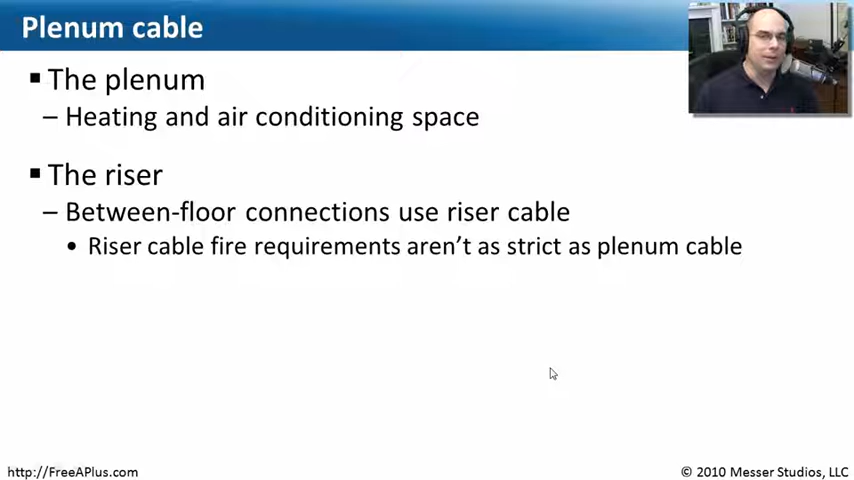 Plenum cable
▪ The plenum
– Heating and air conditioning space
▪ The riser
– Between-floor connections use riser cable
• Riser cable fire requirements aren't as strict as plenum cable
http://FreeAPlus.com
© 2010 Messer Studios, LLC